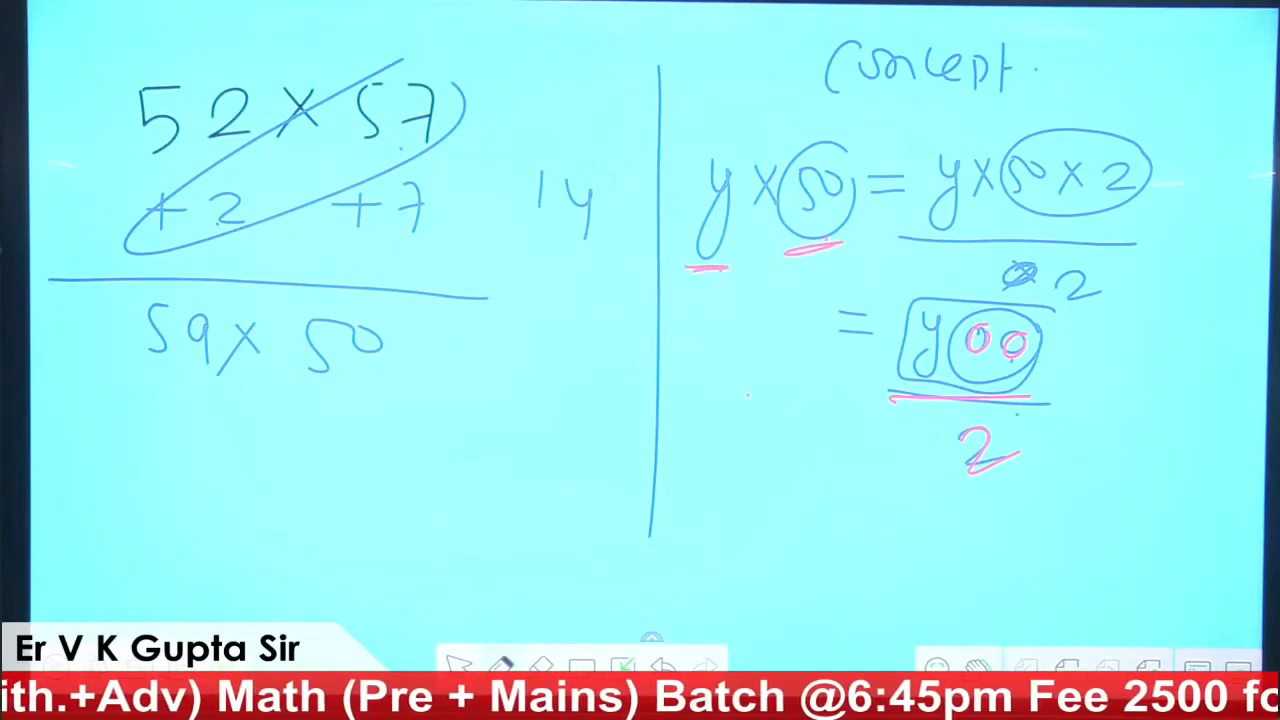 52 × 57
+2 +7 14
59 × 50
Concept.
y × 50 = y × 50 × 2
2
= y00
2
Er V K Gupta Sir
ith.+Adv) Math (Pre + Mains) Batch @6:45pm Fee 2500 fo